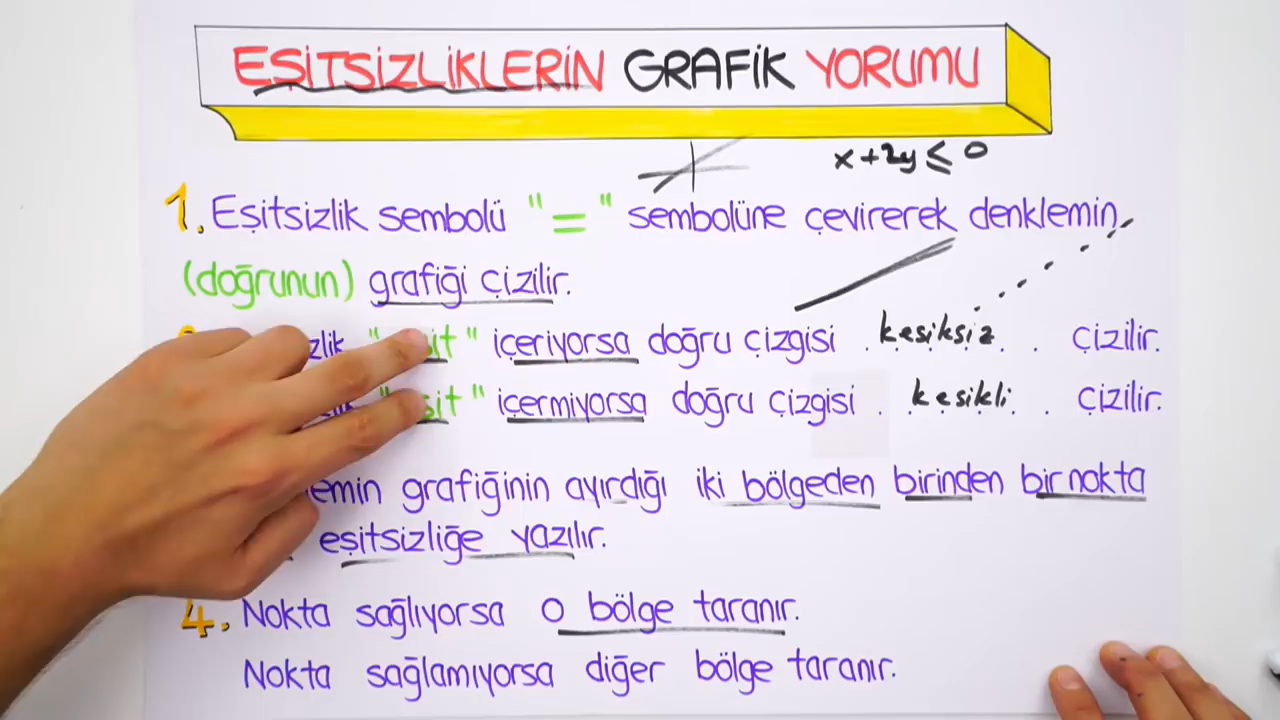 EŞİTSİZLİKLERİN GRAFİK YORUMU
x+2y ≤ 0
1. Eşitsizlik sembolü "=" sembolüne çevirerek denklemin
(doğrunun) grafiği çizilir.
içeriyorsa doğru çizgisi kesiksiz çizilir.
içermiyorsa doğru çizgisi kesikli çizilir.
grafiğinin ayırdığı iki bölgeden birinden bir nokta
eşitsizliğe yazılır.
4. Nokta sağlıyorsa o bölge taranır.
Nokta sağlamıyorsa diğer bölge taranır.